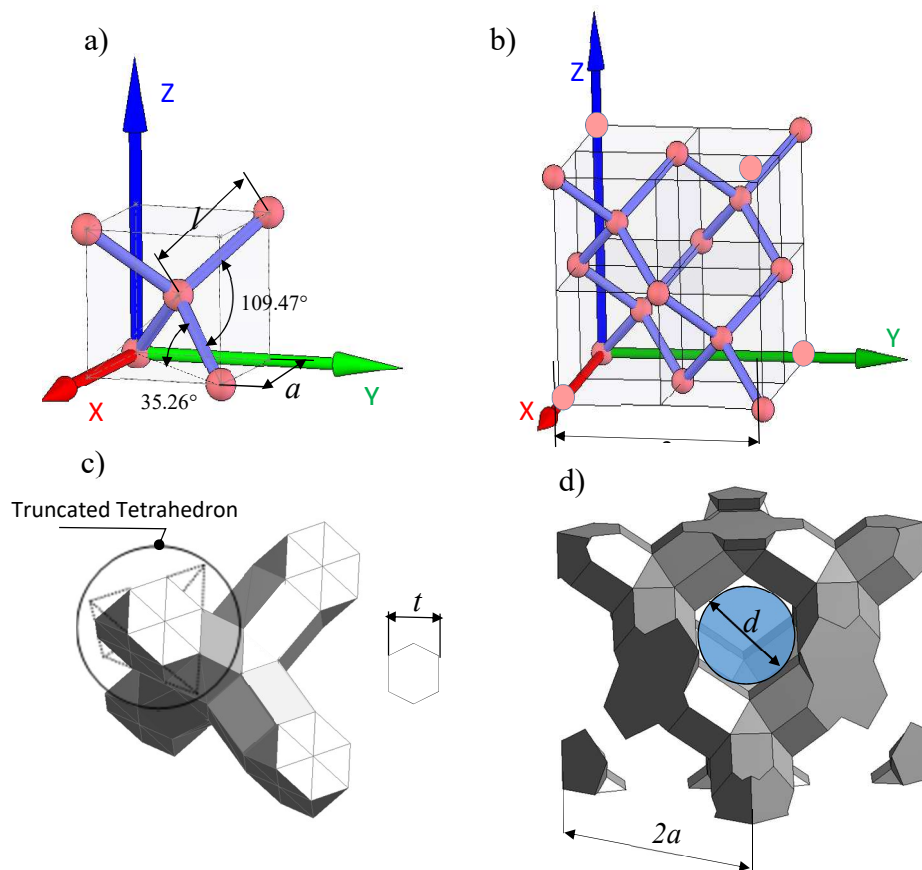 a)
Z
l
109.47°
35.26°
a
X
Y
b)
Z
X
Y
c)
Truncated Tetrahedron
t
d)
d
2a